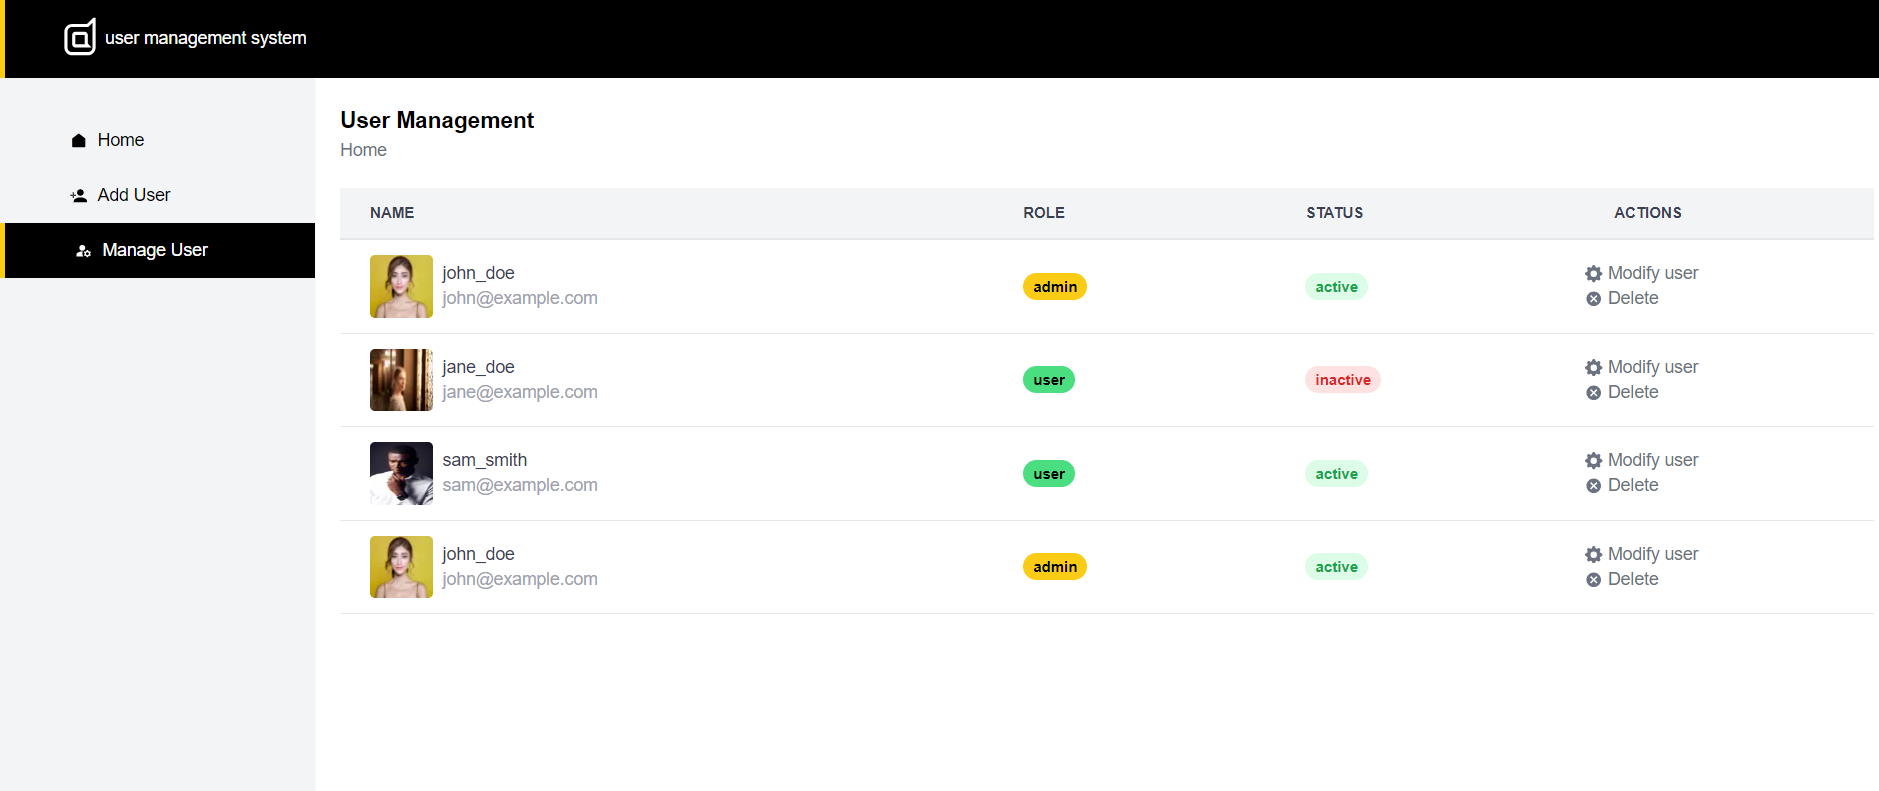 user management system
Home
Add User
Manage User
User Management
Home
NAME ROLE STATUS ACTIONS
john_doe
john@example.com
admin
active
Modify user
Delete
jane_doe
jane@example.com
user
inactive
Modify user
Delete
sam_smith
sam@example.com
user
active
Modify user
Delete
john_doe
john@example.com
admin
active
Modify user
Delete